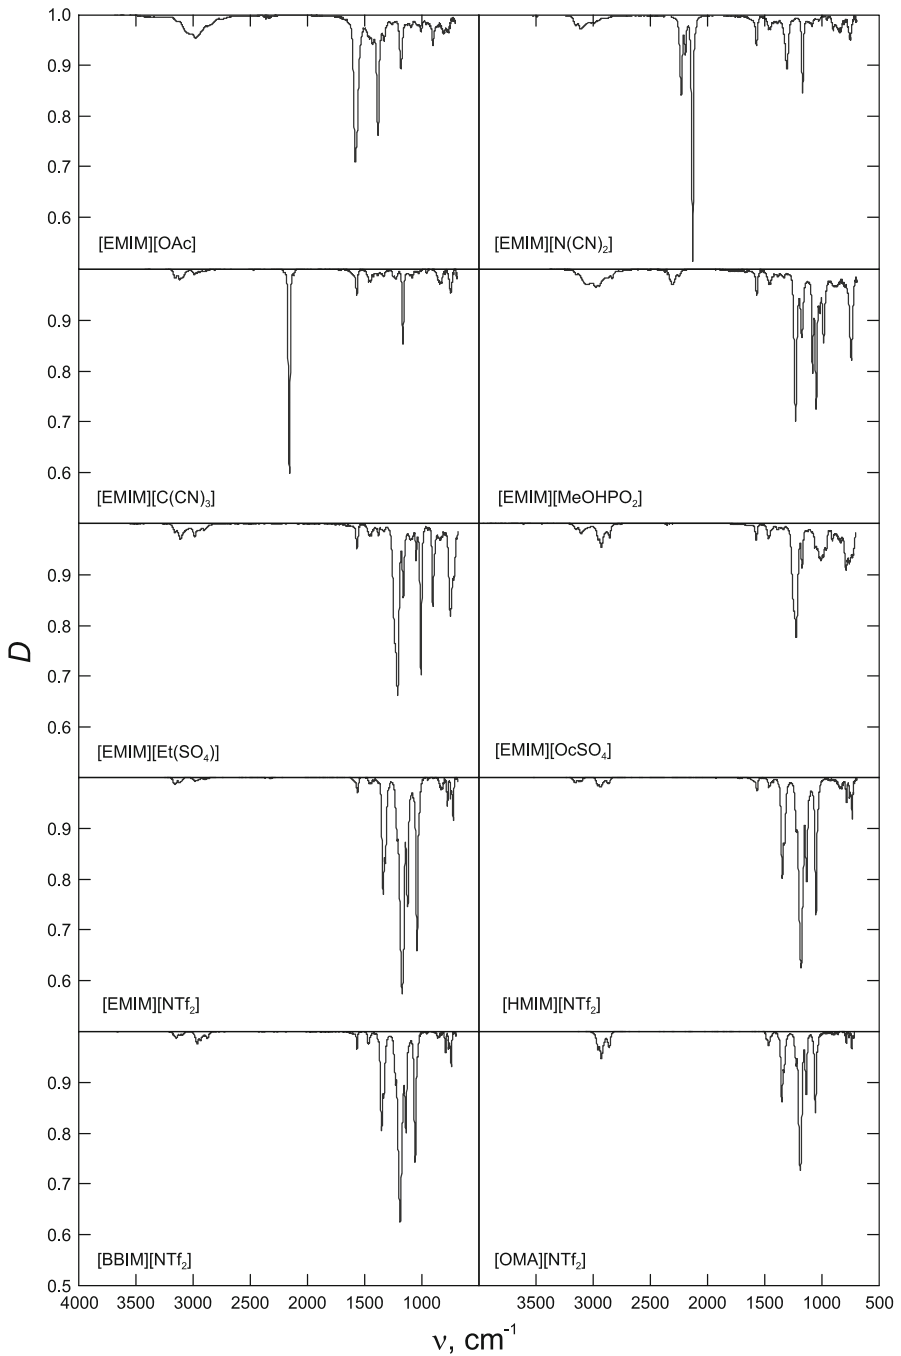 1.0
0.9
0.8
0.7
0.6
[EMIM][OAc]
[EMIM][N(CN)₂]
0.9
0.8
0.7
0.6
[EMIM][C(CN)₃]
[EMIM][MeOHPO₂]
0.9
0.8
0.7
0.6
D
[EMIM][Et(SO₄)]
[EMIM][OcSO₄]
0.9
0.8
0.7
0.6
[EMIM][NTf₂]
[HMIM][NTf₂]
0.9
0.8
0.7
0.6
0.5
[BBIM][NTf₂]
[OMA][NTf₂]
4000 3000 2000 1500 1000 3500 3000 2000 1500 1000 500
ν, cm⁻¹